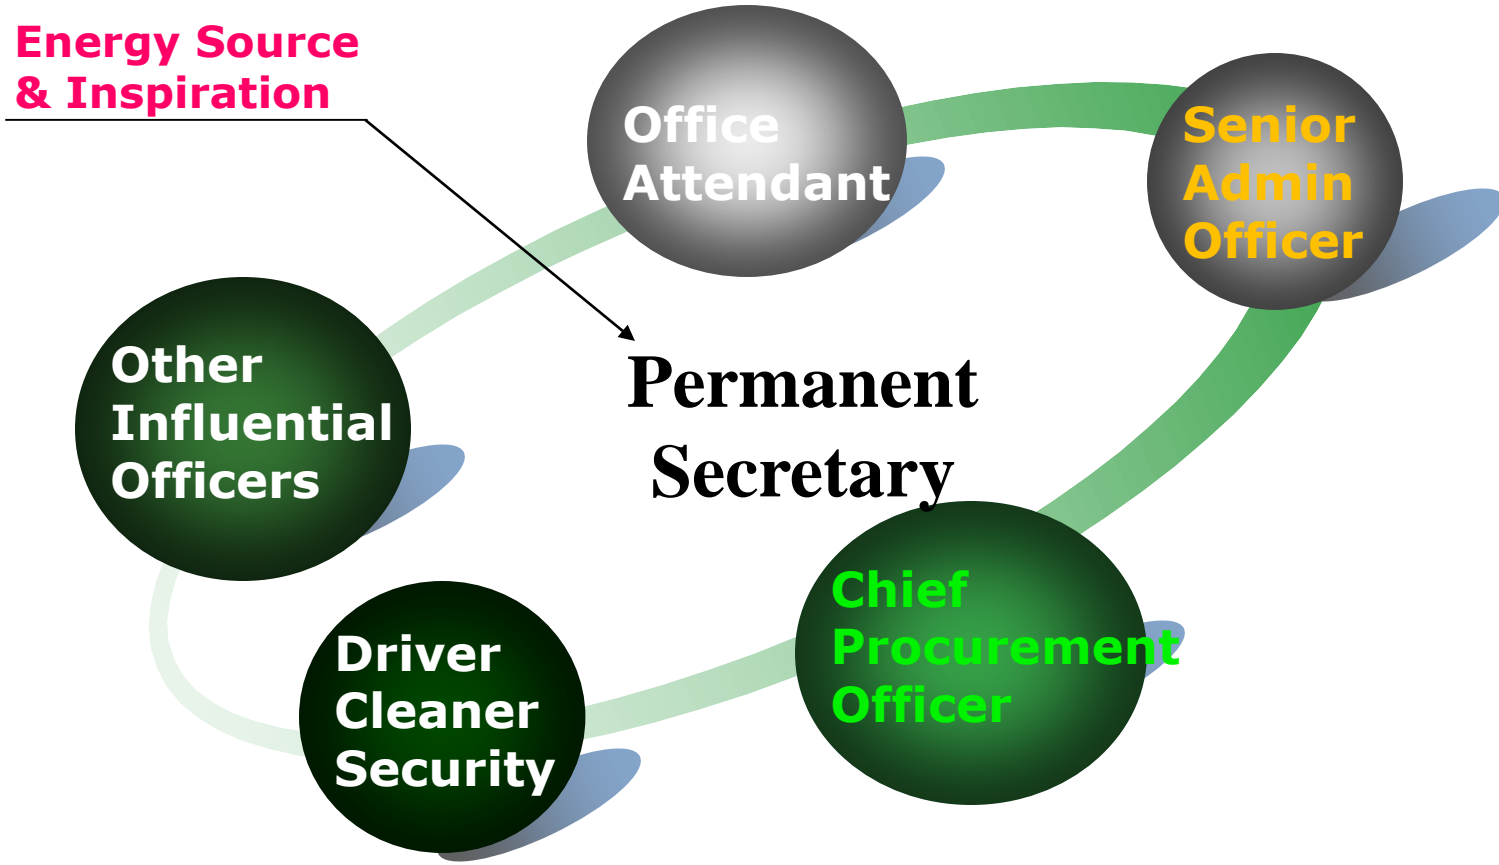 Energy Source
& Inspiration
Office
Attendant
Senior
Admin
Officer
Other
Influential
Officers
Permanent
Secretary
Chief
Procurement
Officer
Driver
Cleaner
Security